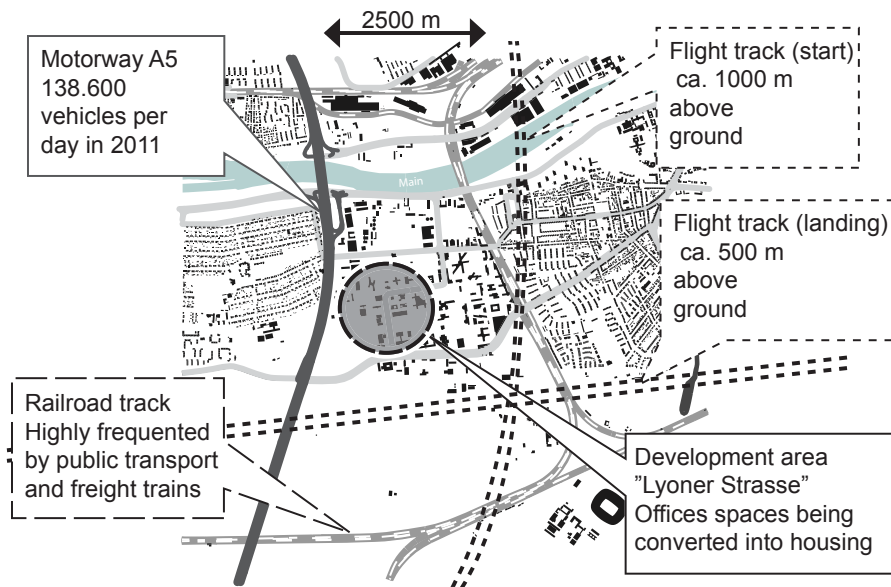 2500 m
Motorway A5
138.600
vehicles per
day in 2011
Flight track (start)
ca. 1000 m
above
ground
Main
Flight track (landing)
ca. 500 m
above
ground
Railroad track
Highly frequented
by public transport
and freight trains
Development area
”Lyoner Strasse”
Offices spaces being
converted into housing